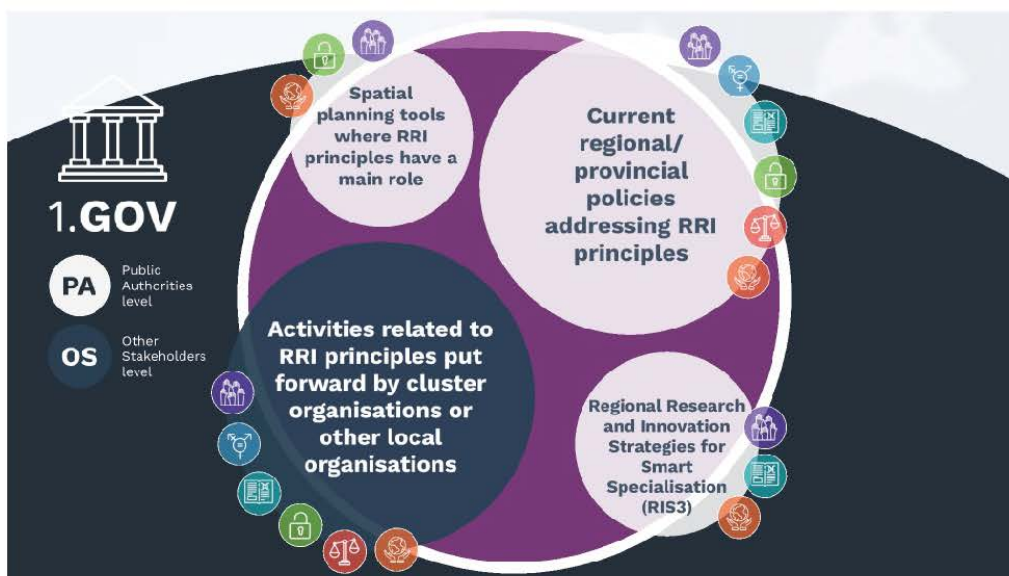 1.GOV
PA
Public
Authorities
level
OS
Other
Stakeholders
level
Spatial
planning tools
where RRI
principles have a
main role
Current
regional/
provincial
policies
addressing RRI
principles
Activities related to
RRI principles put
forward by cluster
organisations or
other local
organisations
Regional Research
and Innovation
Strategies for
Smart
Specialisation
(RIS3)